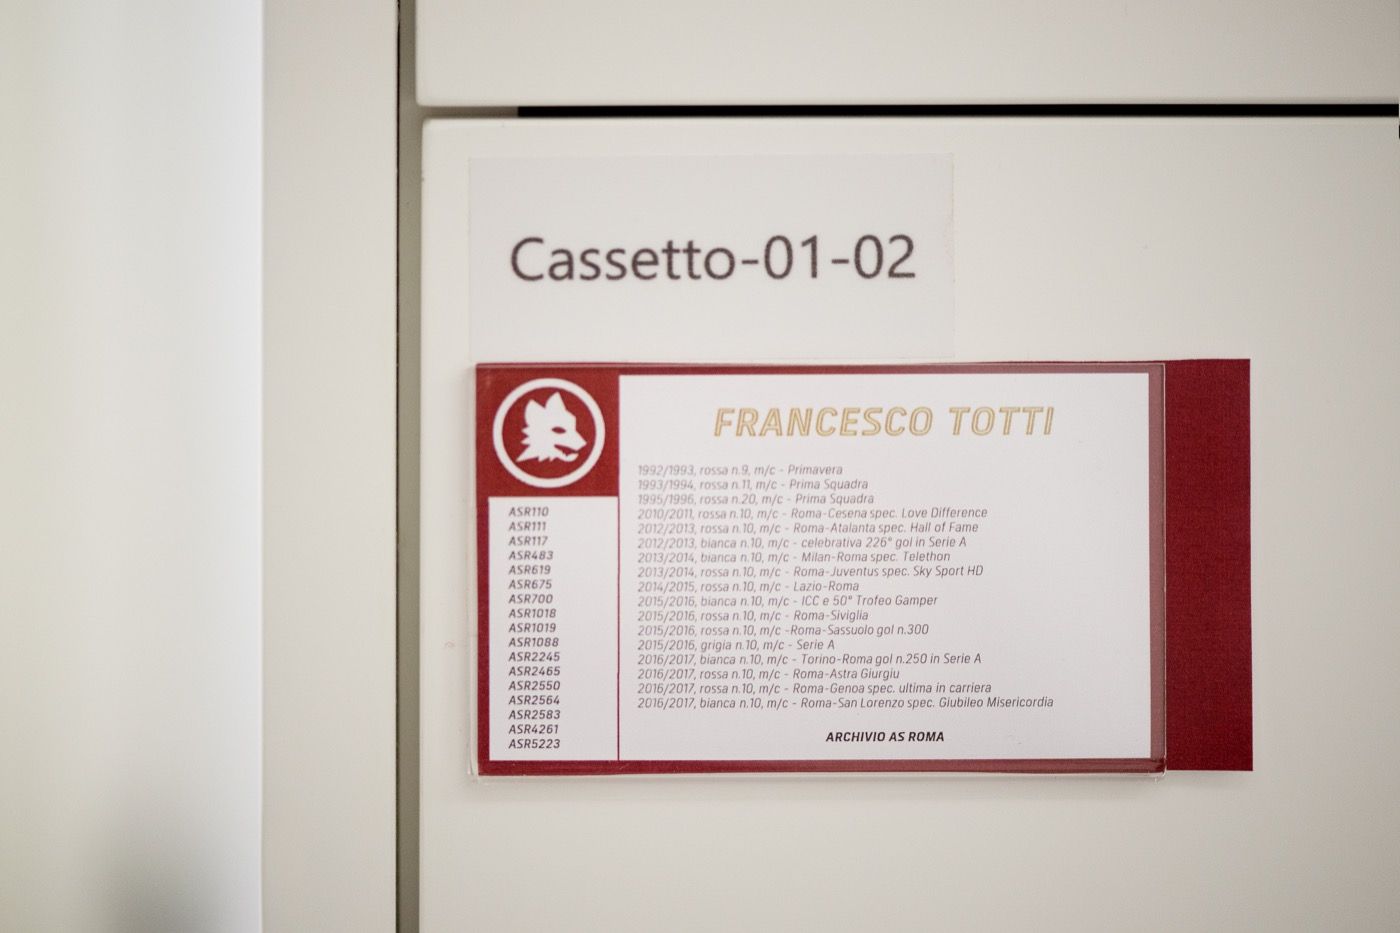 Cassetto-01-02
FRANCESCO TOTTI
ASR110
ASR111
ASR117
ASR483
ASR619
ASR675
ASR700
ASR1018
ASR1019
ASR1088
ASR2245
ASR2465
ASR2550
ASR2564
ASR2583
ASR4261
ASR5223
1992/1993, rossa n.9, m/c - Primavera
1993/1994, rossa n.11, m/c - Prima Squadra
1995/1996, rossa n.20, m/c - Prima Squadra
2010/2011, rossa n.10, m/c - Roma-Cesena spec. Love Difference
2012/2013, rossa n.10, m/c - Roma-Atalanta spec. Hall of Fame
2012/2013, bianca n.10, m/c - celebrativa 226° gol in Serie A
2013/2014, bianca n.10, m/c - Milan-Roma spec. Telethon
2013/2014, rossa n.10, m/c - Roma-Juventus spec. Sky Sport HD
2014/2015, rossa n.10, m/c - Lazio-Roma
2015/2016, bianca n.10, m/c - ICC e 50° Trofeo Gamper
2015/2016, rossa n.10, m/c - Roma-Siviglia
2015/2016, rossa n.10, m/c -Roma-Sassuolo gol n.300
2015/2016, grigia n.10, m/c - Serie A
2016/2017, bianca n.10, m/c - Torino-Roma gol n.250 in Serie A
2016/2017, rossa n.10, m/c - Roma-Astra Giurgiu
2016/2017, rossa n.10, m/c - Roma-Genoa spec. ultima in carriera
2016/2017, bianca n.10, m/c - Roma-San Lorenzo spec. Giubileo Misericordia
ARCHIVIO AS ROMA